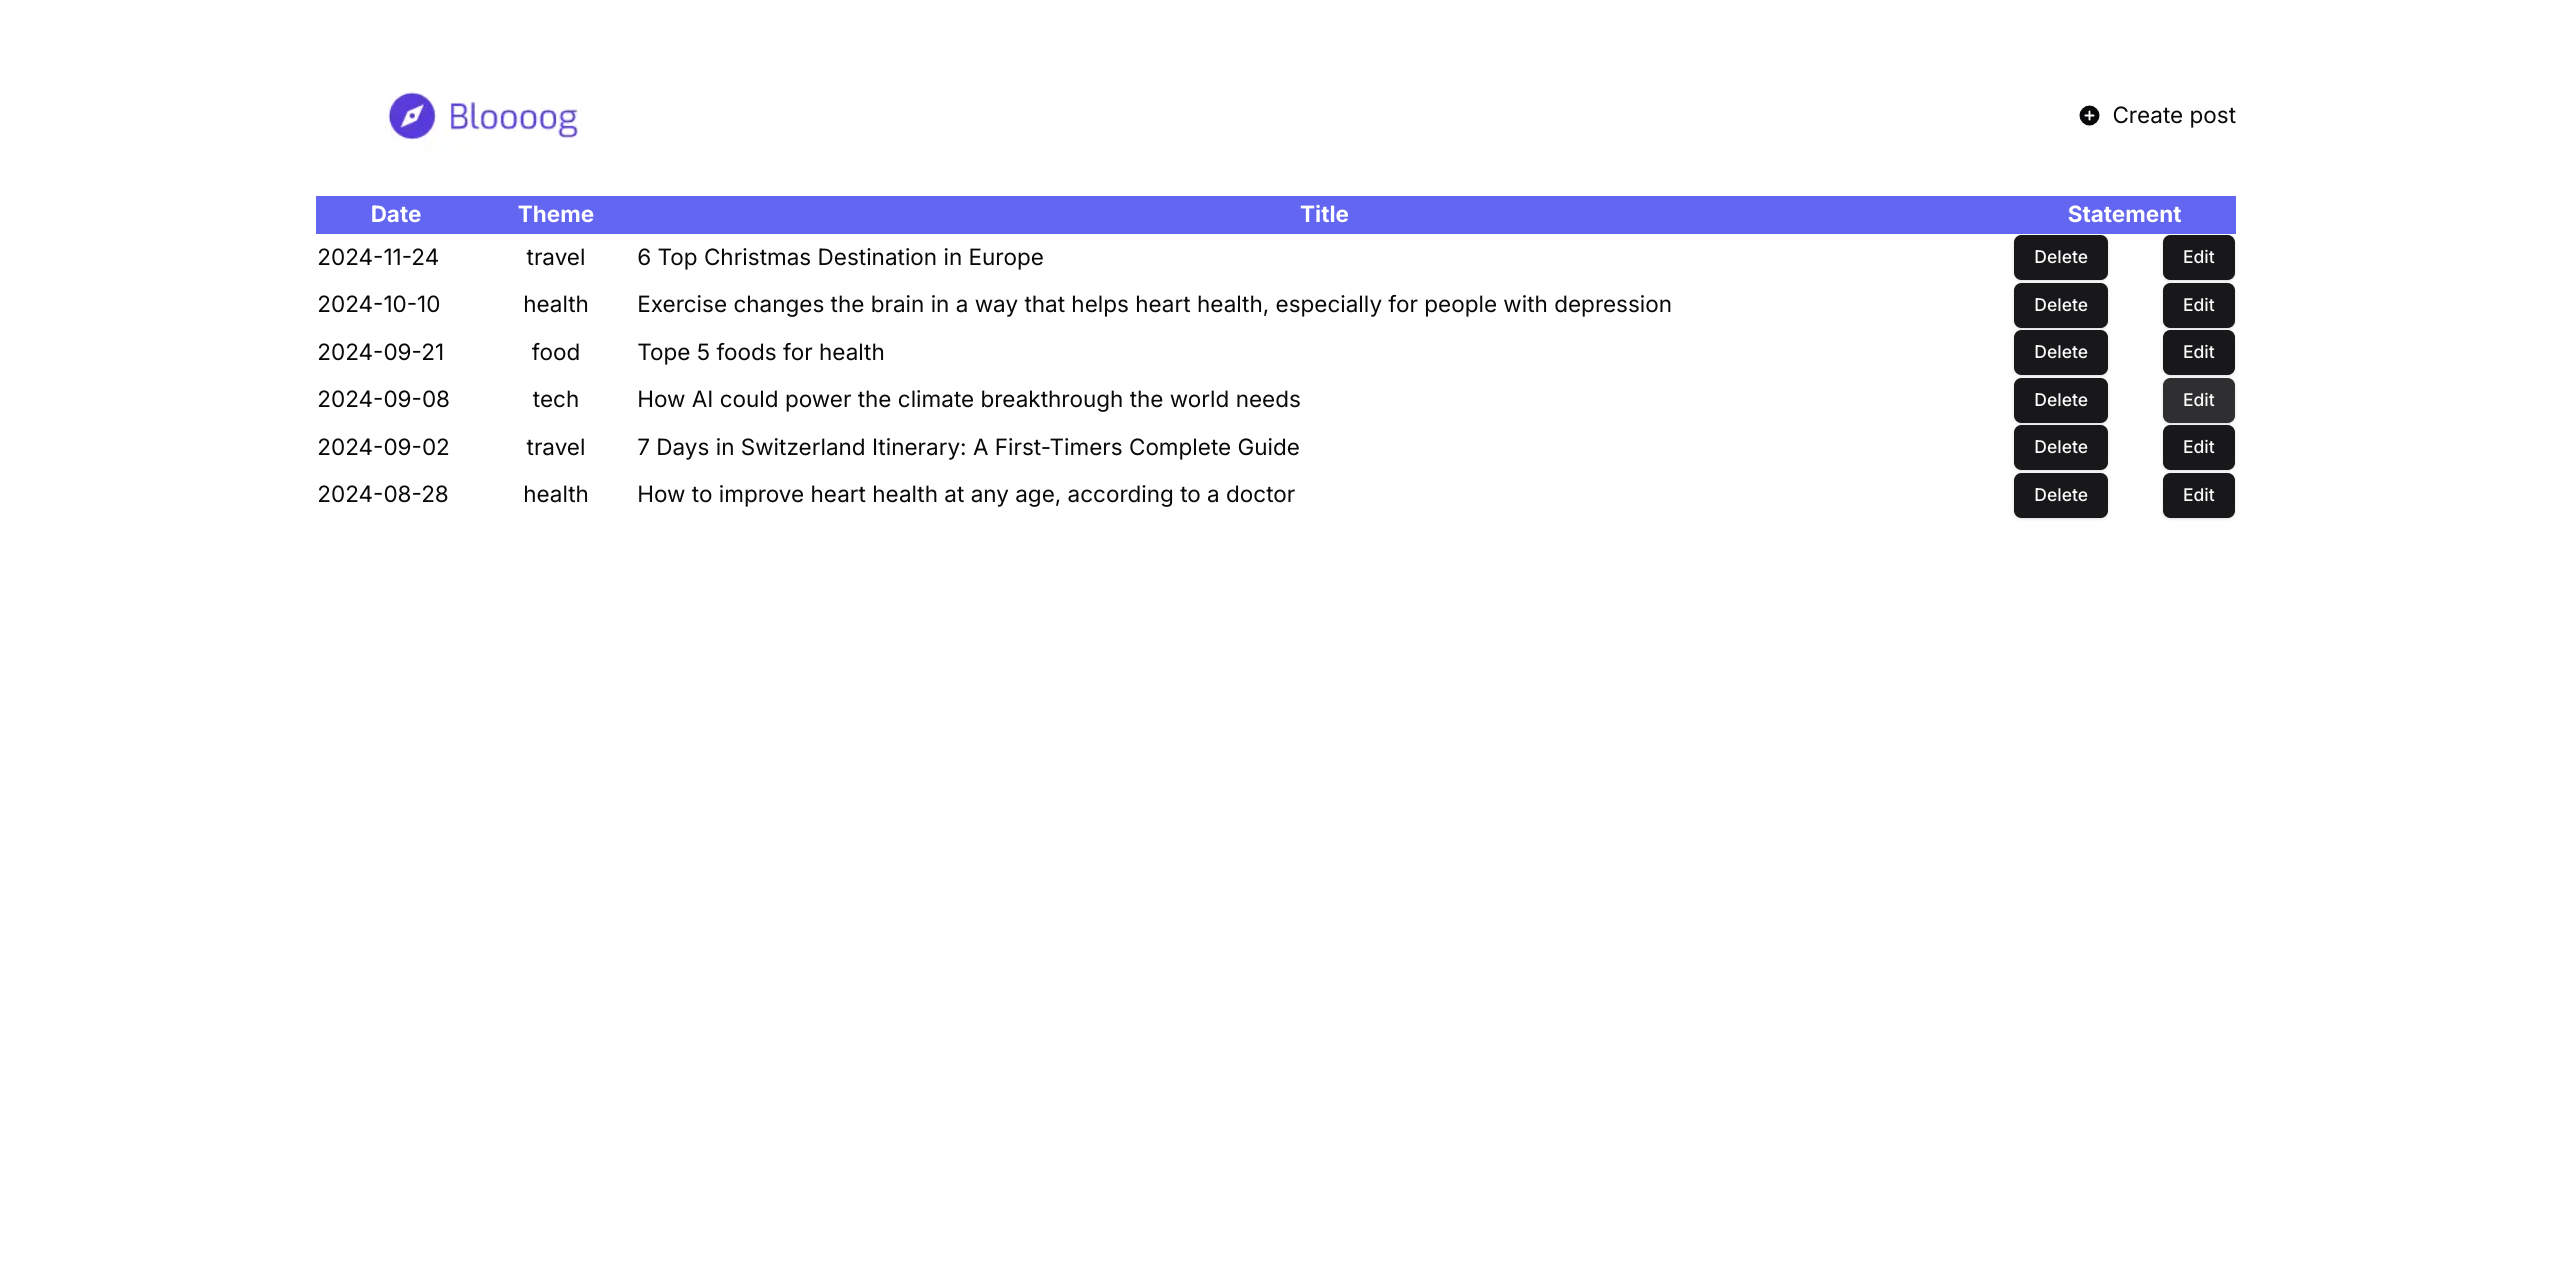 Bloooog
Create post
Date Theme Title Statement
2024-11-24 travel 6 Top Christmas Destination in Europe Delete Edit
2024-10-10 health Exercise changes the brain in a way that helps heart health, especially for people with depression Delete Edit
2024-09-21 food Tope 5 foods for health Delete Edit
2024-09-08 tech How AI could power the climate breakthrough the world needs Delete Edit
2024-09-02 travel 7 Days in Switzerland Itinerary: A First-Timers Complete Guide Delete Edit
2024-08-28 health How to improve heart health at any age, according to a doctor Delete Edit